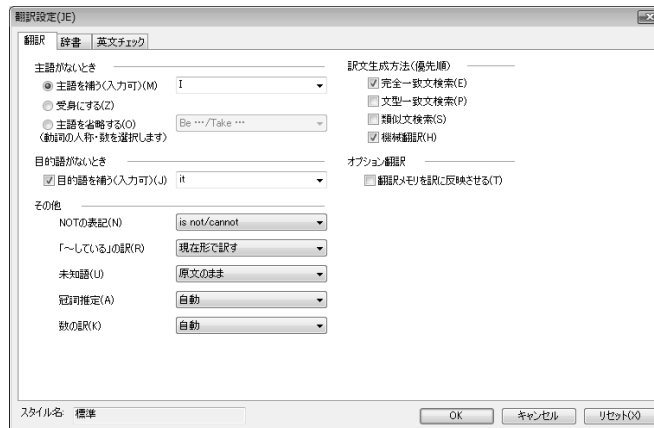 翻訳設定(JE)
翻訳 辞書 英文チェック
主語がないとき
主語を補う(入力可)(M) I
受身にする(Z)
主語を省略する(O) Be …/Take …
(動詞の人称・数を選択します)
目的語がないとき
目的語を補う(入力可)(J) it
その他
NOTの表記(N) is not/cannot
「～している」の訳(R) 現在形で訳す
未知語(U) 原文のまま
冠詞推定(A) 自動
数の訳(K) 自動
訳文生成方法(優先順)
完全一致文検索(E)
文型一致文検索(P)
類似文検索(S)
機械翻訳(H)
オプション翻訳
翻訳メモリを訳に反映させる(T)
スタイル名: 標準
OK キャンセル リセット(X)